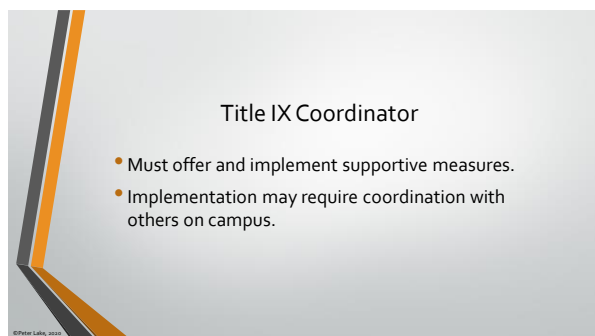 Title IX Coordinator
• Must offer and implement supportive measures.
• Implementation may require coordination with
others on campus.
©Peter Lake, 2020